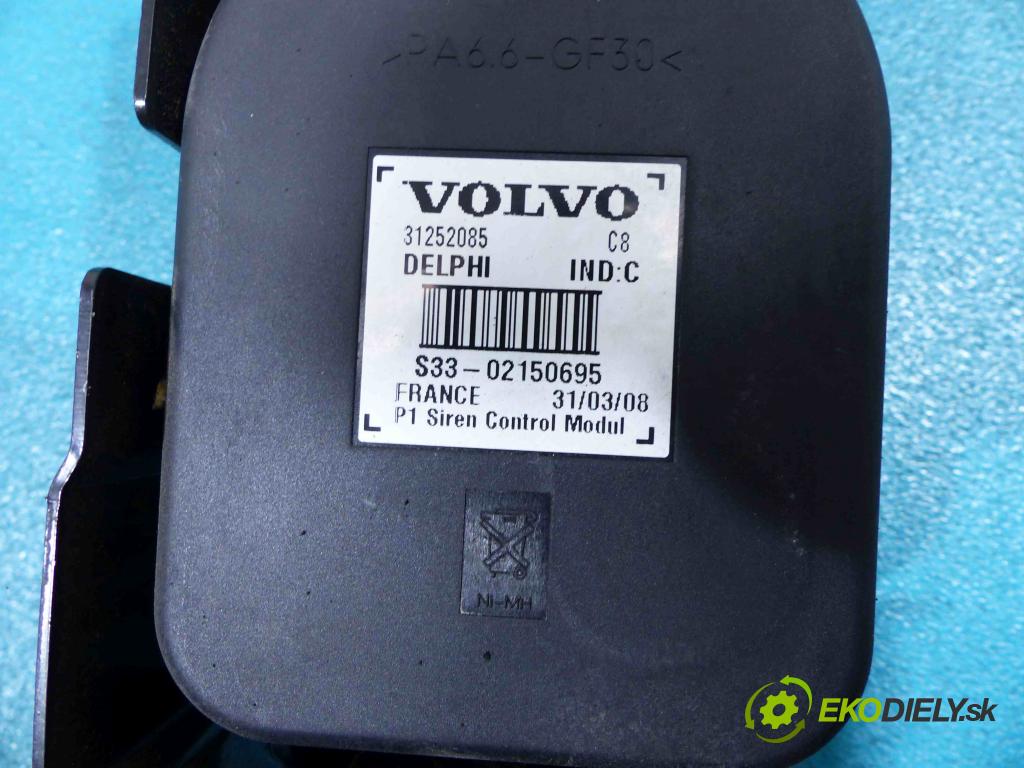 >PA6.6-GF30<
VOLVO
31252085 C8
DELPHI IND:C
S33-02150695
FRANCE 31/03/08
P1 Siren Control Modul
Ni-MH
EKODIELY.sk